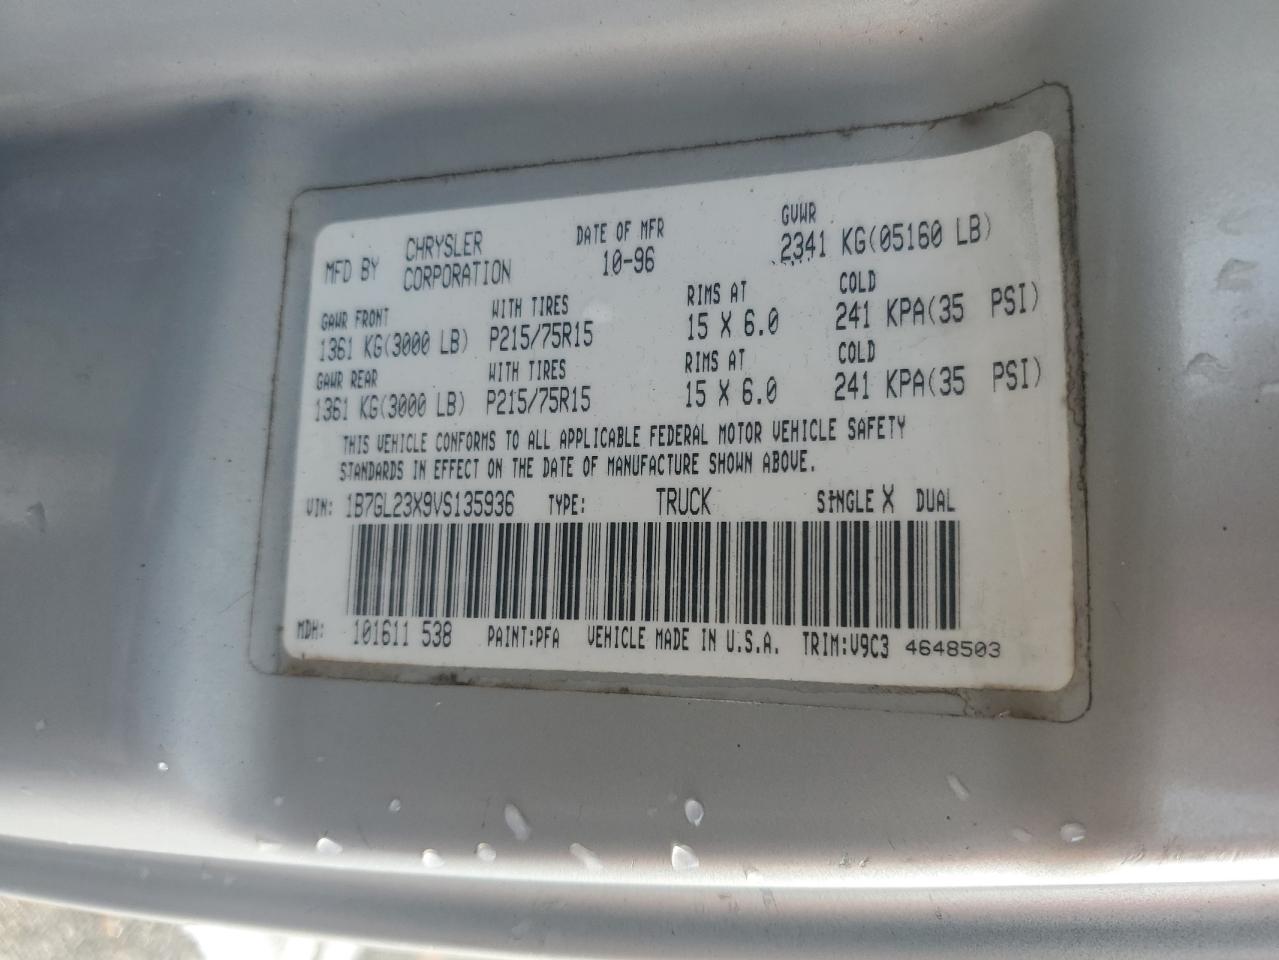 MFD BY CHRYSLER CORPORATION DATE OF MFR 10-96 GVWR 2341 KG(05160 LB)
GAWR FRONT WITH TIRES RIMS AT COLD
1361 KG(3000 LB) P215/75R15 15 X 6.0 241 KPA(35 PSI)
GAWR REAR WITH TIRES RIMS AT COLD
1361 KG(3000 LB) P215/75R15 15 X 6.0 241 KPA(35 PSI)
THIS VEHICLE CONFORMS TO ALL APPLICABLE FEDERAL MOTOR VEHICLE SAFETY
STANDARDS IN EFFECT ON THE DATE OF MANUFACTURE SHOWN ABOVE.
VIN: 1B7GL23X9VS135936 TYPE: TRUCK SINGLE X DUAL
MDH: 101611 538 PAINT:PFA VEHICLE MADE IN U.S.A. TRIM:V9C3 4648503